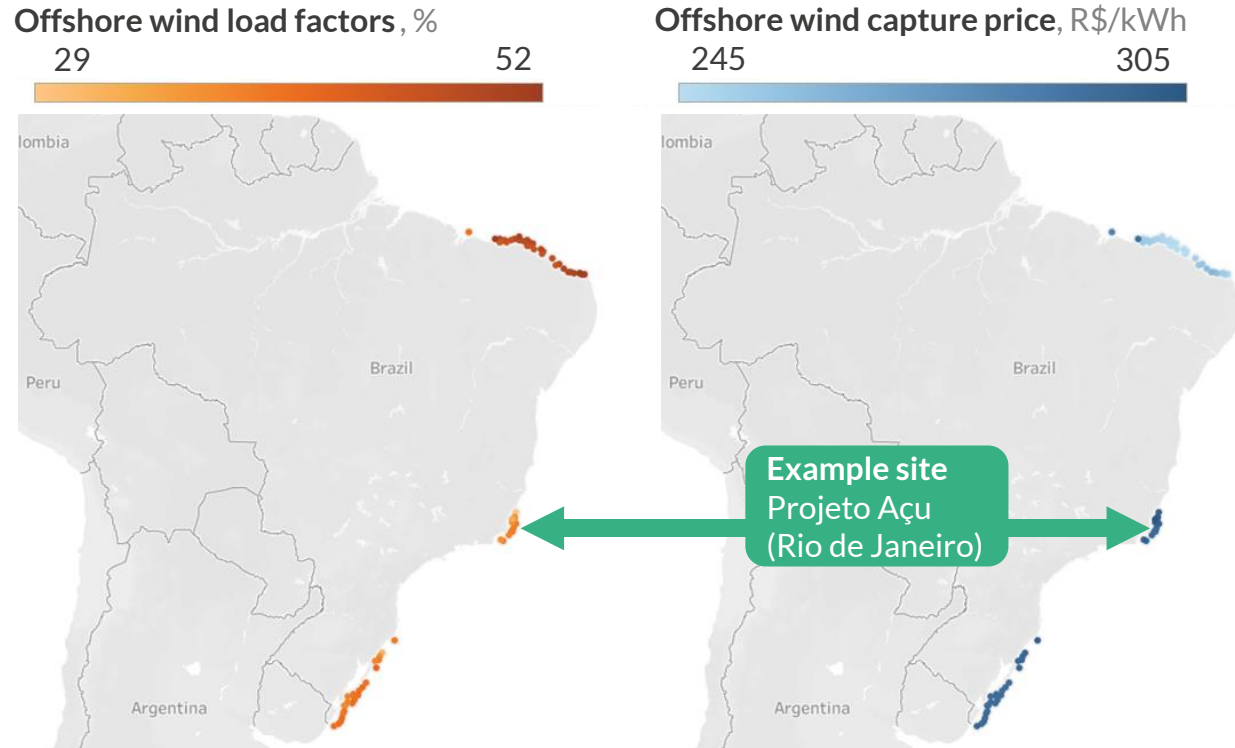 Offshore wind load factors, %
29 52
lombia
Peru
Brazil
Argentina
Offshore wind capture price, R$/kWh
245 305
lombia
Peru
Brazil
Argentina
Example site
Projeto Açu
(Rio de Janeiro)